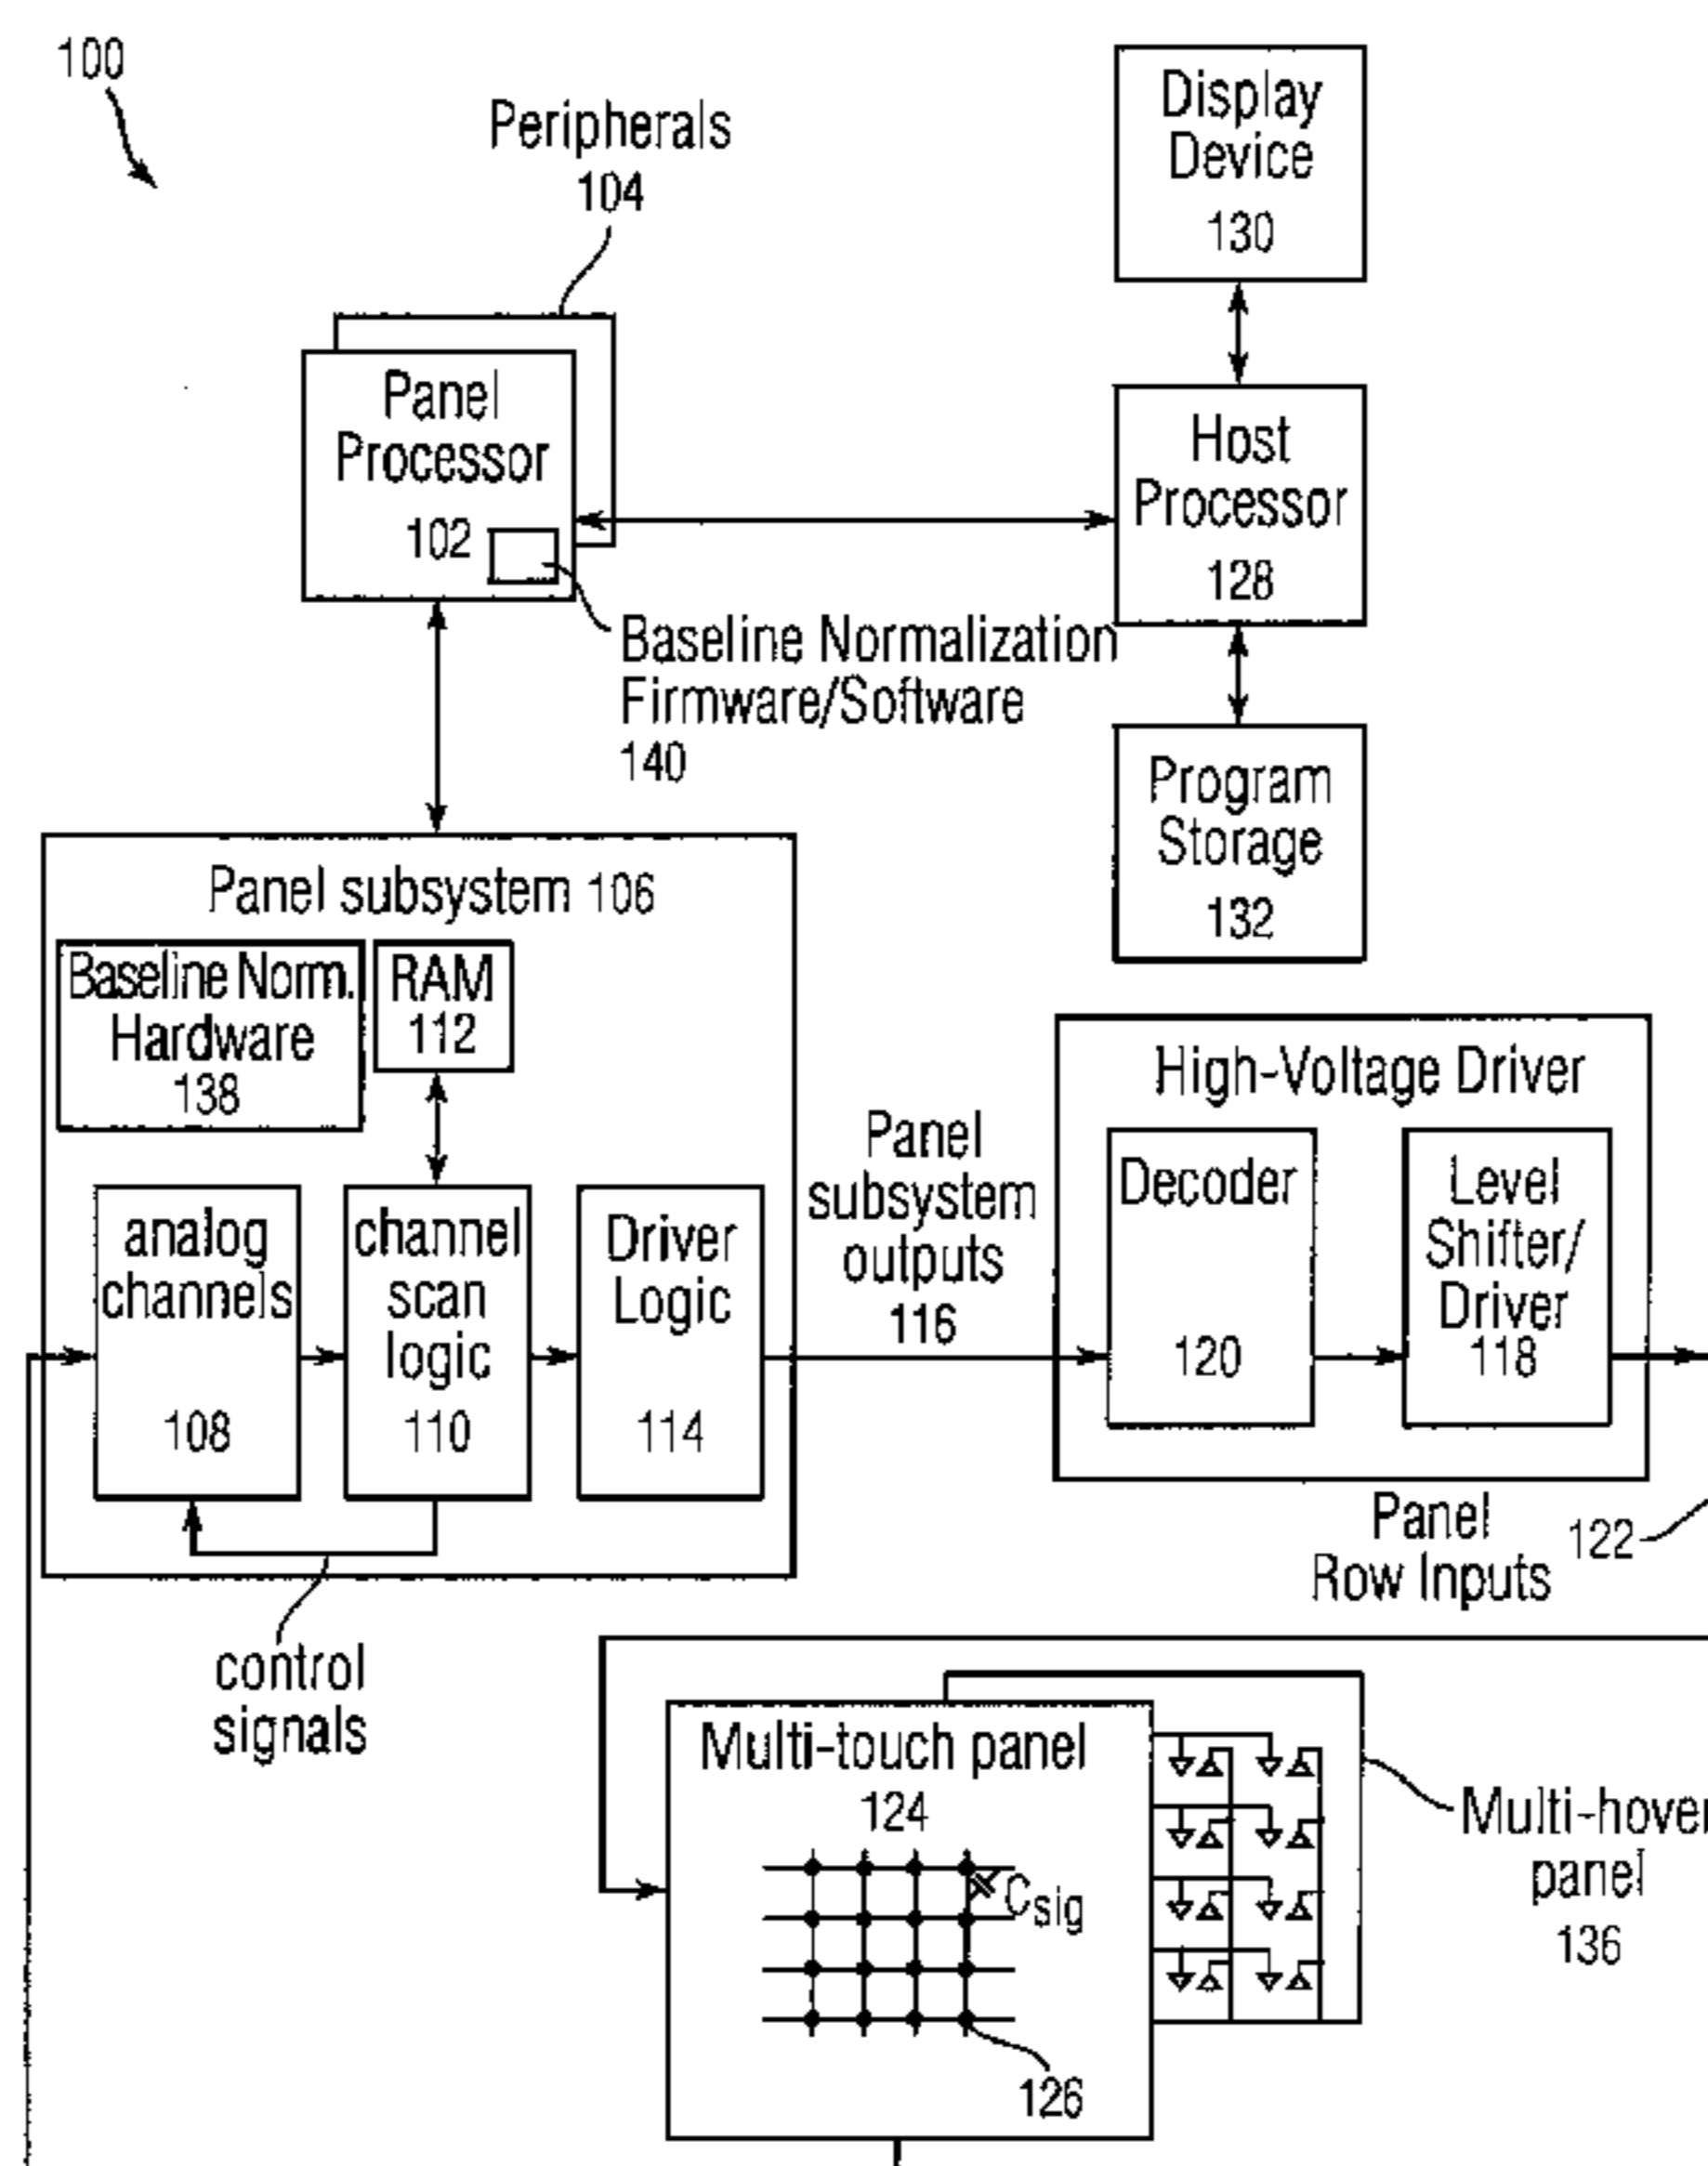 100
Peripherals
104
Display
Device
130
Panel
Processor
102
Host
Processor
128
Baseline Normalization
Firmware/Software
140
Program
Storage
132
Panel subsystem 106
Baseline Norm.
Hardware
138
RAM
112
analog
channels
108
channel
scan
logic
110
Driver
Logic
114
control
signals
Panel
subsystem
outputs
116
High-Voltage Driver
Decoder
120
Level
Shifter/
Driver
118
Panel
Row Inputs
122
Multi-touch panel
124
Csig
126
Multi-hover
panel
136